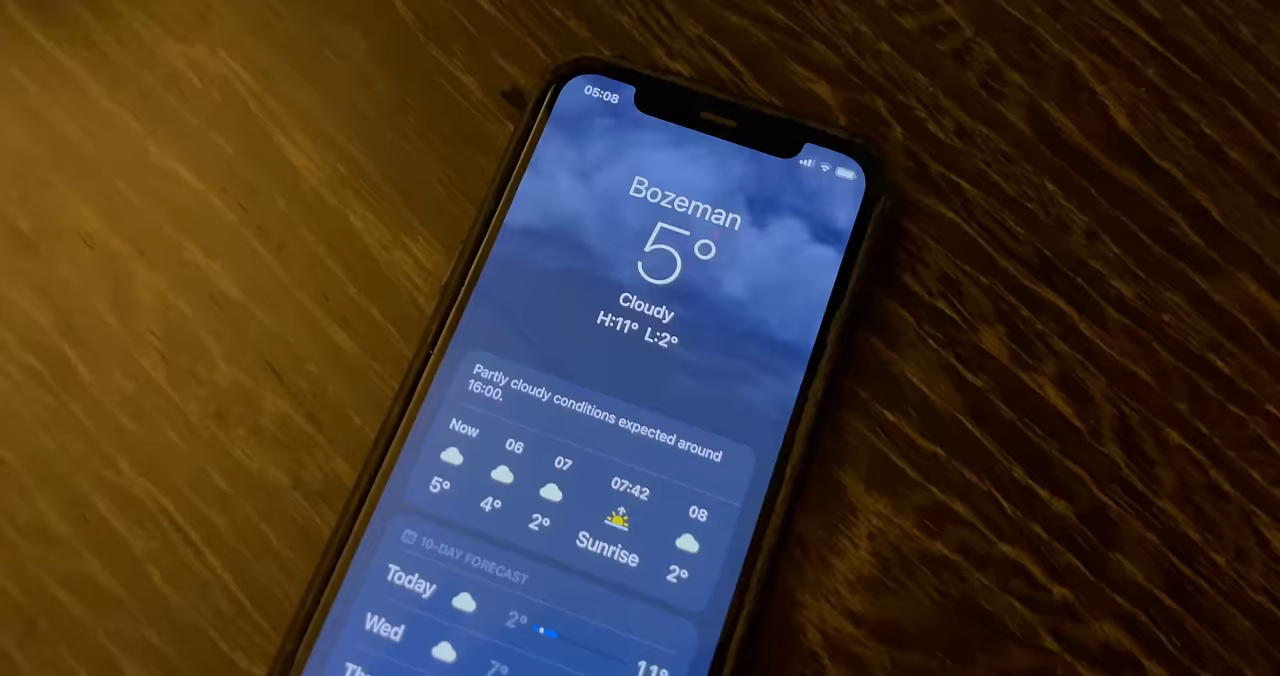 05:08
Bozeman
5°
Cloudy
H:11° L:2°
Partly cloudy conditions expected around
16:00.
Now 06 07 07:42 08
5° 4° 2° Sunrise 2°
10-DAY FORECAST
Today 2° 11°
Wed 7°